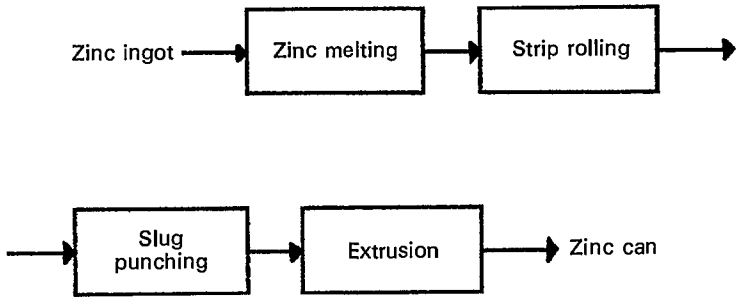 Zinc ingot
Zinc melting
Strip rolling
Slug
punching
Extrusion
Zinc can